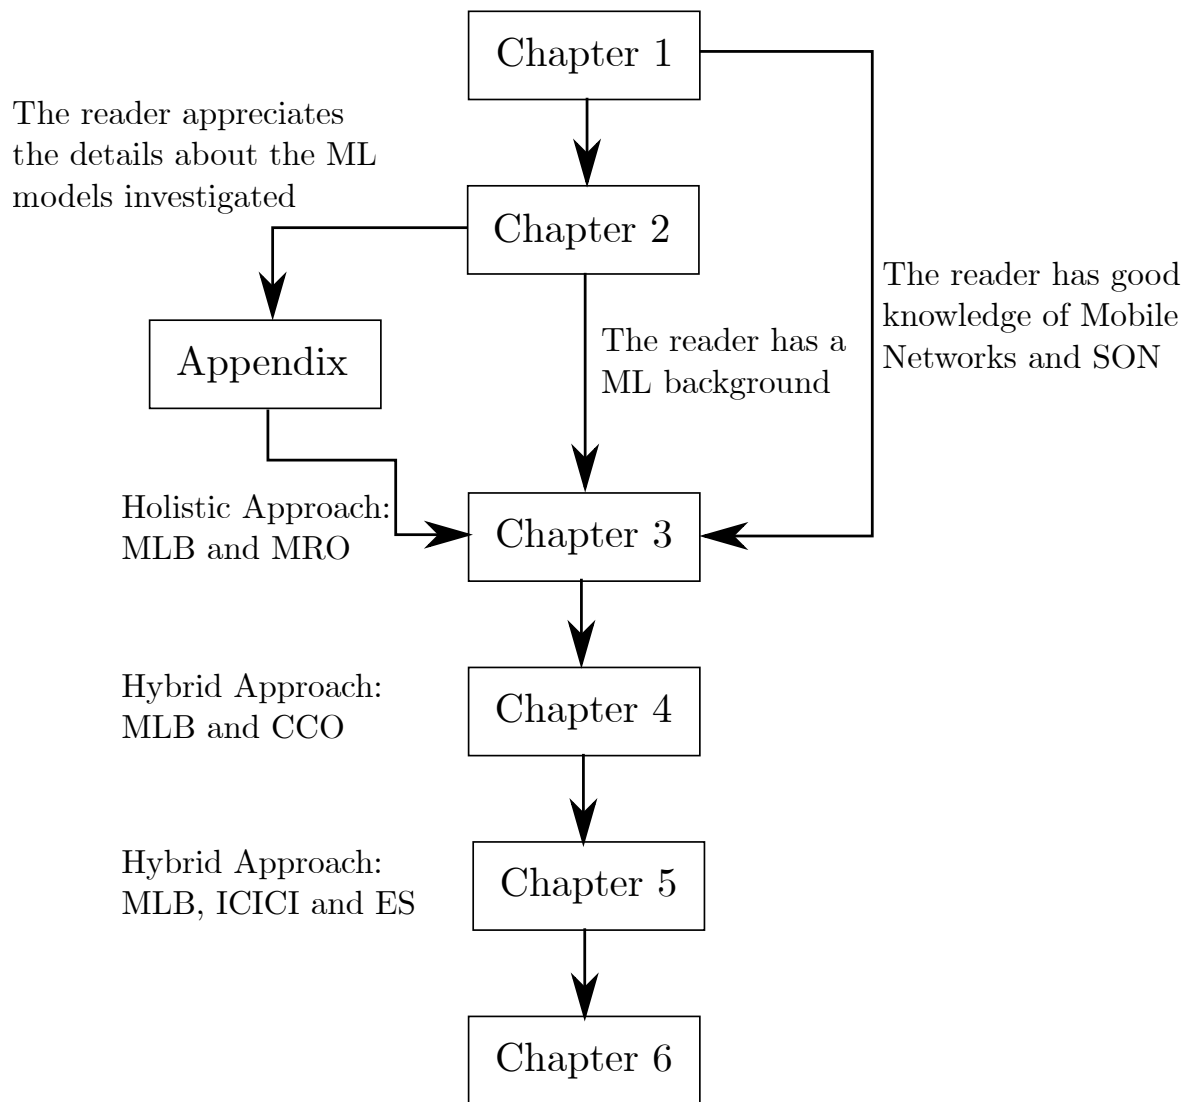 Chapter 1
The reader appreciates
the details about the ML
models investigated
Chapter 2
The reader has good
knowledge of Mobile
Networks and SON
The reader has a
ML background
Appendix
Holistic Approach:
MLB and MRO
Chapter 3
Hybrid Approach:
MLB and CCO
Chapter 4
Hybrid Approach:
MLB, ICICI and ES
Chapter 5
Chapter 6